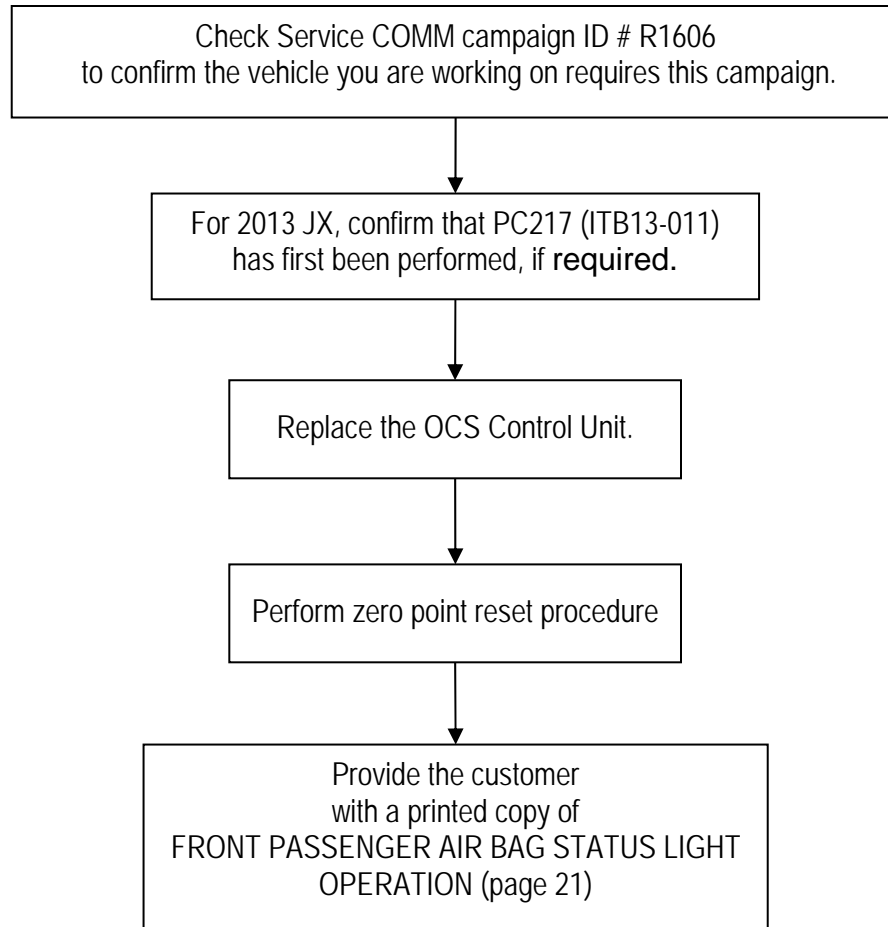 Check Service COMM campaign ID # R1606
to confirm the vehicle you are working on requires this campaign.
For 2013 JX, confirm that PC217 (ITB13-011)
has first been performed, if required.
Replace the OCS Control Unit.
Perform zero point reset procedure
Provide the customer
with a printed copy of
FRONT PASSENGER AIR BAG STATUS LIGHT
OPERATION (page 21)